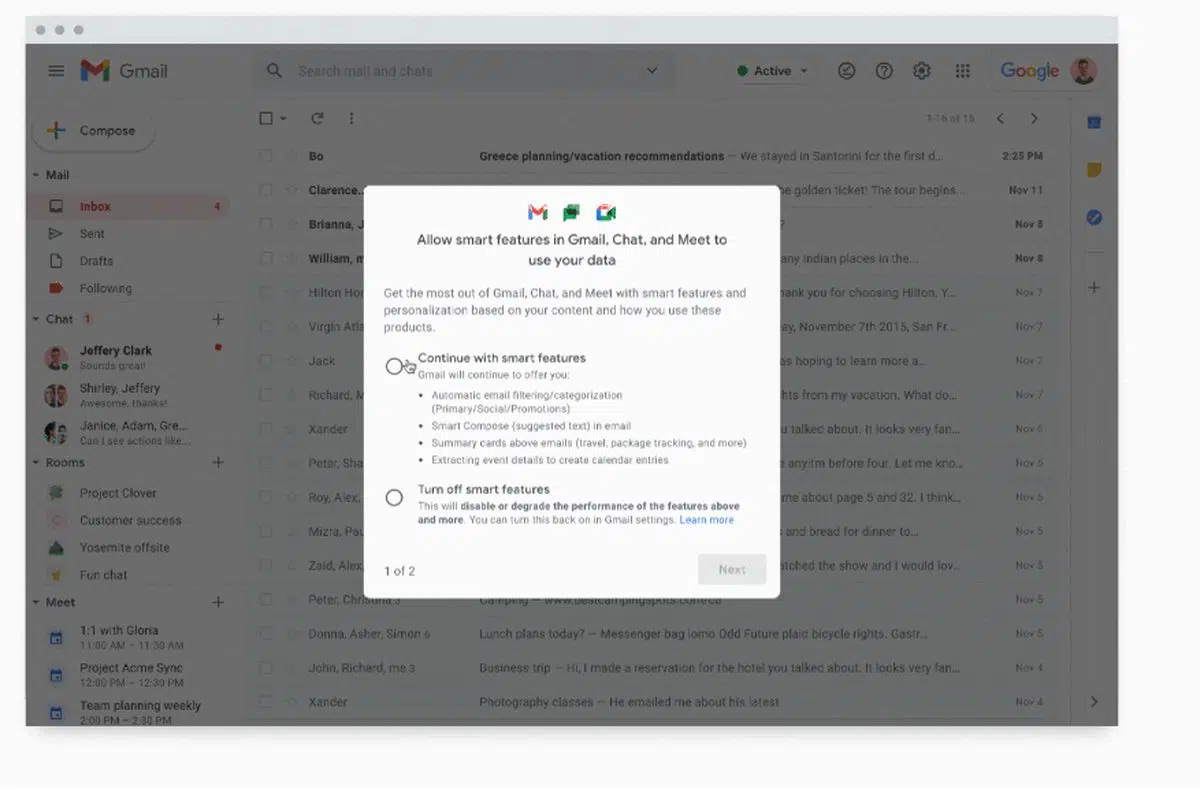 Gmail
Search mail and chats
Active
Google
Compose
1-16 of 15
Mail
Inbox 4
Sent
Drafts
Following
Chat 1
Jeffery Clark
Sounds great!
Shirley, Jeffery
Awesome, thanks!
Janice, Adam, Gre...
Can I see actions like...
Rooms
Project Clover
Customer success
Yosemite offsite
Fun chat
Meet
1:1 with Gloria
11:00 AM – 11:30 AM
Project Acme Sync
12:00 PM – 12:30 PM
Team planning weekly
2:00 PM – 2:30 PM
Bo Greece planning/vacation recommendations – We stayed in Santorini for the first d... 2:25 PM
Clarence... golden ticket! The tour begins... Nov 11
Brianna, ? Nov 8
William, m any Indian places in the... Nov 8
Hilton Ho you for choosing Hilton, Y... Nov 7
Virgin Atla November 7th 2015, San Fr... Nov 7
Jack as hoping to learn more a... Nov 7
Richard, M from my vacation. What do... Nov 7
Xander talked about. It looks very fan... Nov 6
Peter, Sha anyitm before four. Let me kno... Nov 6
Roy, Alex, me about page 5 and 32. I think... Nov 5
Mizra, Pau and bread for dinner to... Nov 5
Zaid, Alex the show and I would lov... Nov 5
Peter, Christina 3 Camping – www.bestcampingspots.com/ca Nov 5
Donna, Asher, Simon 6 Lunch plans today? – Messenger bag lomo Odd Future plaid bicycle rights. Gastr... Nov 5
John, Richard, me 3 Business trip – Hi, I made a reservation for the hotel you talked about. It looks very fan... Nov 4
Xander Photography classes – He emailed me about his latest Nov 4
Allow smart features in Gmail, Chat, and Meet to
use your data
Get the most out of Gmail, Chat, and Meet with smart features and
personalization based on your content and how you use these
products.
Continue with smart features
Gmail will continue to offer you:
• Automatic email filtering/categorization
(Primary/Social/Promotions)
• Smart Compose (suggested text) in email
• Summary cards above emails (travel, package tracking, and more)
• Extracting event details to create calendar entries
Turn off smart features
This will disable or degrade the performance of the features above
and more. You can turn this back on in Gmail settings. Learn more
1 of 2
Next